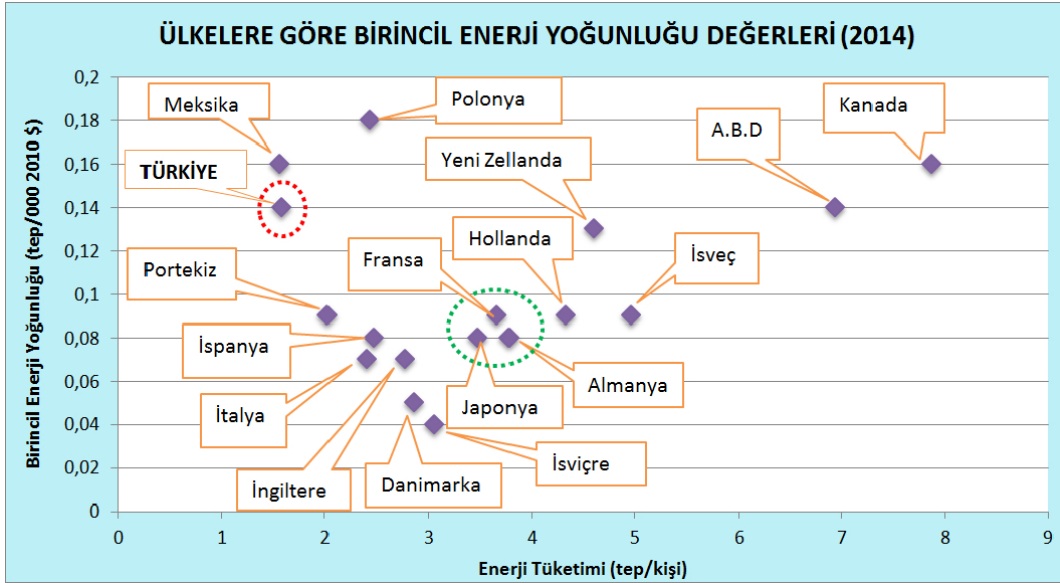 ÜLKELERE GÖRE BİRİNCİL ENERJİ YOĞUNLUĞU DEĞERLERİ (2014)
Birincil Enerji Yoğunluğu (tep/000 2010 $)
0,2
0,18
0,16
0,14
0,12
0,1
0,08
0,06
0,04
0,02
0
Meksika
Polonya
Kanada
A.B.D
TÜRKİYE
Yeni Zellanda
Hollanda
Fransa
İsveç
Portekiz
İspanya
Almanya
Japonya
İtalya
İsviçre
İngiltere
Danimarka
0 1 2 3 4 5 6 7 8 9
Enerji Tüketimi (tep/kişi)